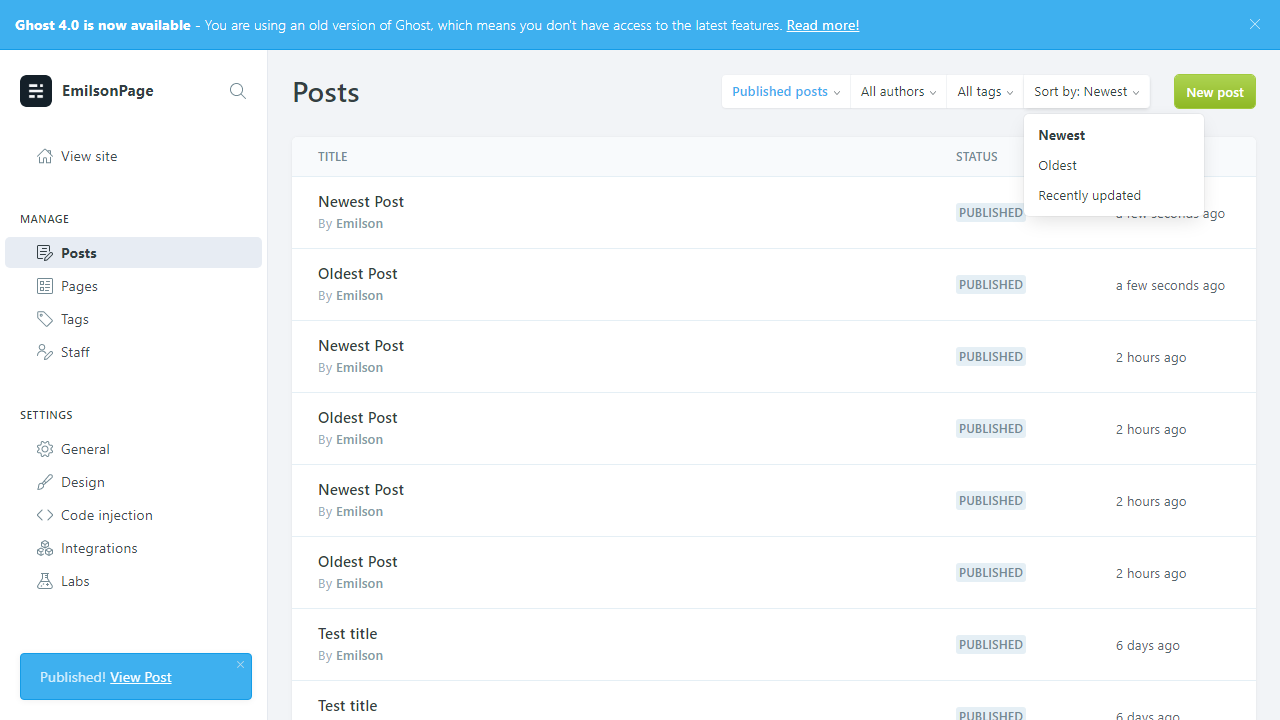 Ghost 4.0 is now available - You are using an old version of Ghost, which means you don't have access to the latest features. Read more!
EmilsonPage
View site
MANAGE
Posts
Pages
Tags
Staff
SETTINGS
General
Design
Code injection
Integrations
Labs
Published! View Post
Posts
Published posts
All authors
All tags
Sort by: Newest
New post
Newest
Oldest
Recently updated
TITLE
STATUS
Newest Post
By Emilson
PUBLISHED
a few seconds ago
Oldest Post
By Emilson
PUBLISHED
a few seconds ago
Newest Post
By Emilson
PUBLISHED
2 hours ago
Oldest Post
By Emilson
PUBLISHED
2 hours ago
Newest Post
By Emilson
PUBLISHED
2 hours ago
Oldest Post
By Emilson
PUBLISHED
2 hours ago
Test title
By Emilson
PUBLISHED
6 days ago
Test title
PUBLISHED
6 days ago